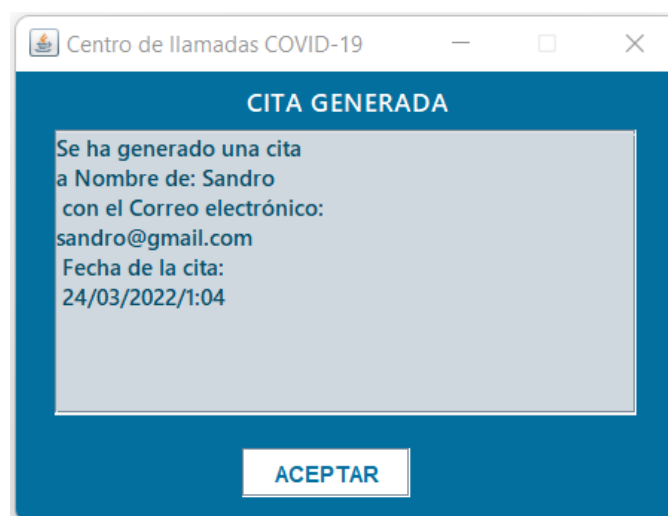 Centro de llamadas COVID-19
CITA GENERADA
Se ha generado una cita
a Nombre de: Sandro
con el Correo electrónico:
sandro@gmail.com
Fecha de la cita:
24/03/2022/1:04
ACEPTAR